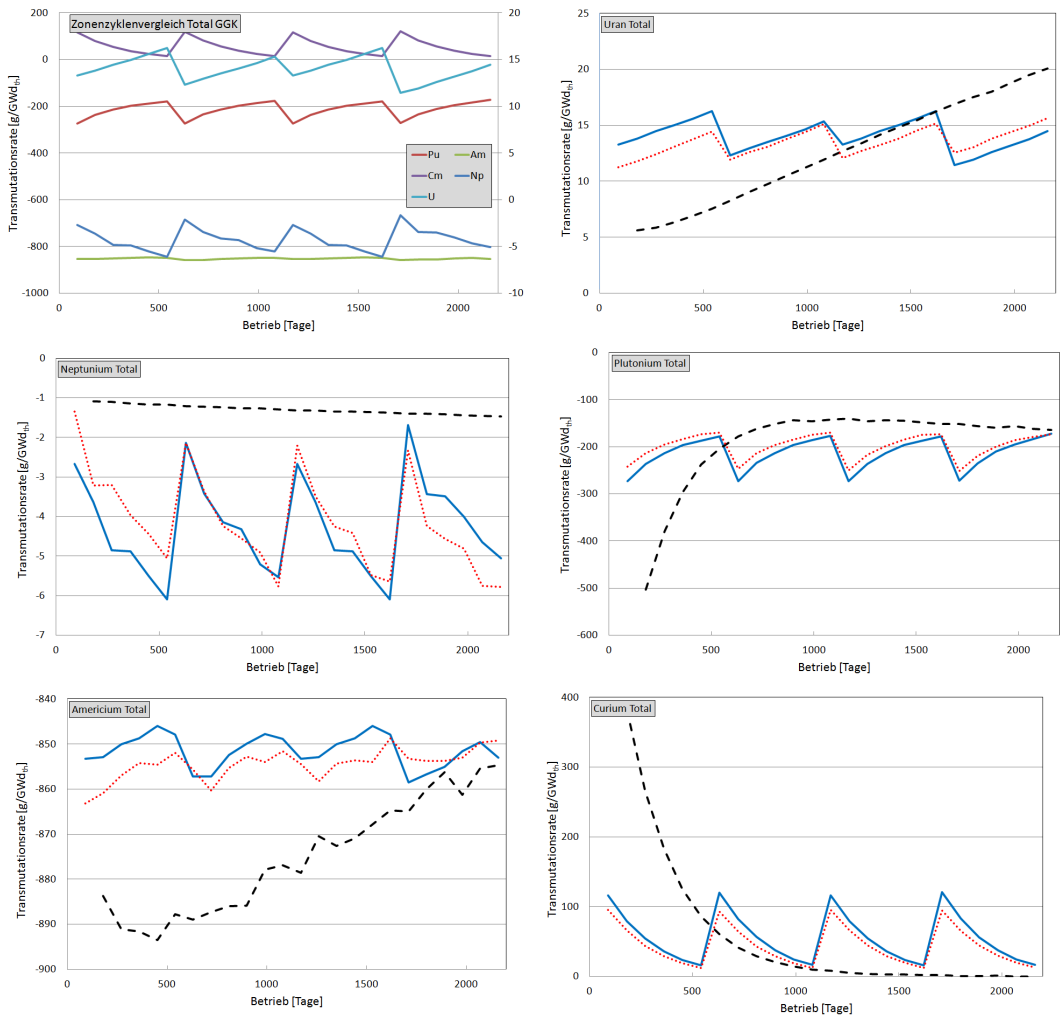 Zonenzyklenvergleich Total GGK
Transmutationsrate [g/GWd_th]
200
0
-200
-400
-600
-800
-1000
20
15
10
5
0
-5
-10
Pu Am
Cm Np
U
0 500 1000 1500 2000
Betrieb [Tage]
Uran Total
Transmutationsrate [g/GWd_th]
25
20
15
10
5
0
0 500 1000 1500 2000
Betrieb [Tage]
Neptunium Total
Transmutationsrate [g/GWd_th]
0
-1
-2
-3
-4
-5
-6
-7
0 500 1000 1500 2000
Betrieb [Tage]
Plutonium Total
Transmutationsrate [g/GWd_th]
0
-100
-200
-300
-400
-500
-600
0 500 1000 1500 2000
Betrieb [Tage]
Americium Total
Transmutationsrate [g/GWd_th]
-840
-850
-860
-870
-880
-890
-900
0 500 1000 1500 2000
Betrieb [Tage]
Curium Total
Transmutationsrate [g/GWd_th]
400
300
200
100
0
0 500 1000 1500 2000
Betrieb [Tage]